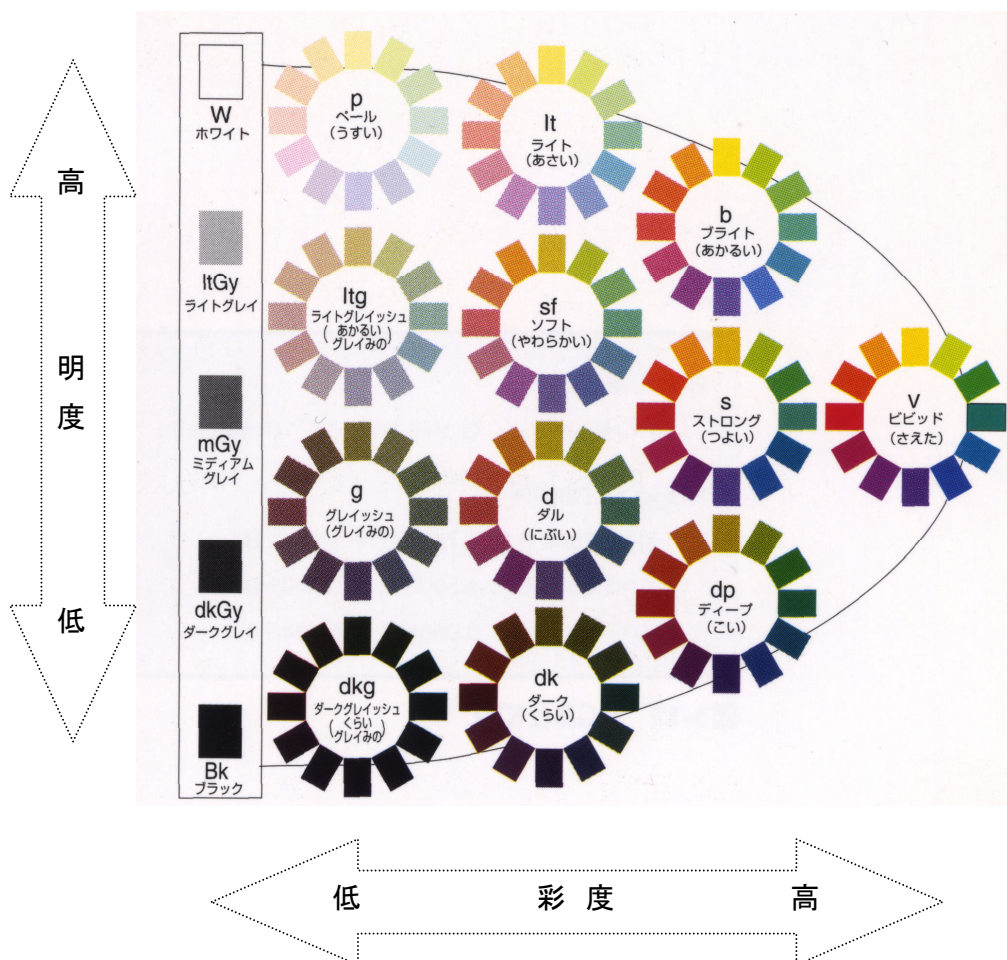 高
明
度
低
W
ホワイト
ltGy
ライトグレイ
mGy
ミディアム
グレイ
dkGy
ダークグレイ
Bk
ブラック
p
ペール
(うすい)
lt
ライト
(あさい)
b
ブライト
(あかるい)
ltg
ライトグレイッシュ
(あかるい
グレイみの)
sf
ソフト
(やわらかい)
s
ストロング
(つよい)
v
ビビッド
(さえた)
g
グレイッシュ
(グレイみの)
d
ダル
(にぶい)
dp
ディープ
(こい)
dkg
ダークグレイッシュ
(くらい
グレイみの)
dk
ダーク
(くらい)
低 彩度 高